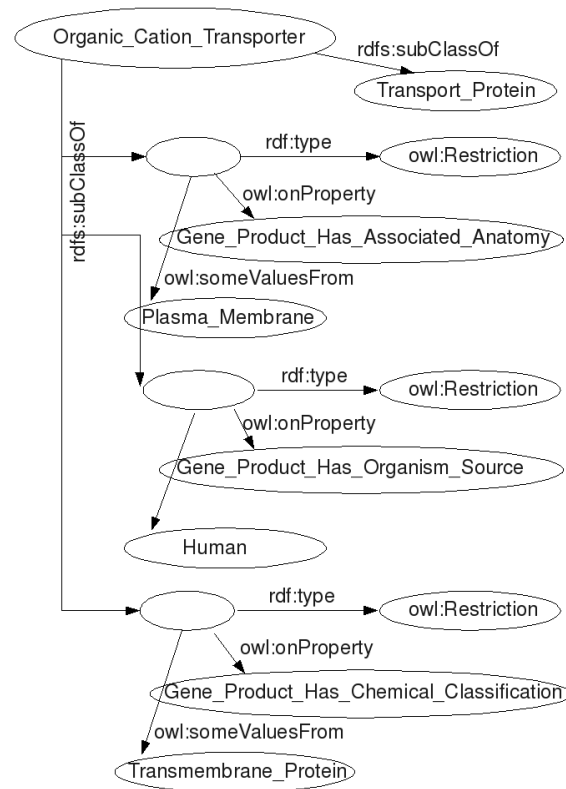 Organic_Cation_Transporter
rdfs:subClassOf
Transport_Protein
rdfs:subClassOf
rdf:type
owl:Restriction
owl:onProperty
Gene_Product_Has_Associated_Anatomy
owl:someValuesFrom
Plasma_Membrane
rdf:type
owl:Restriction
owl:onProperty
Gene_Product_Has_Organism_Source
Human
rdf:type
owl:Restriction
owl:onProperty
Gene_Product_Has_Chemical_Classification
owl:someValuesFrom
Transmembrane_Protein